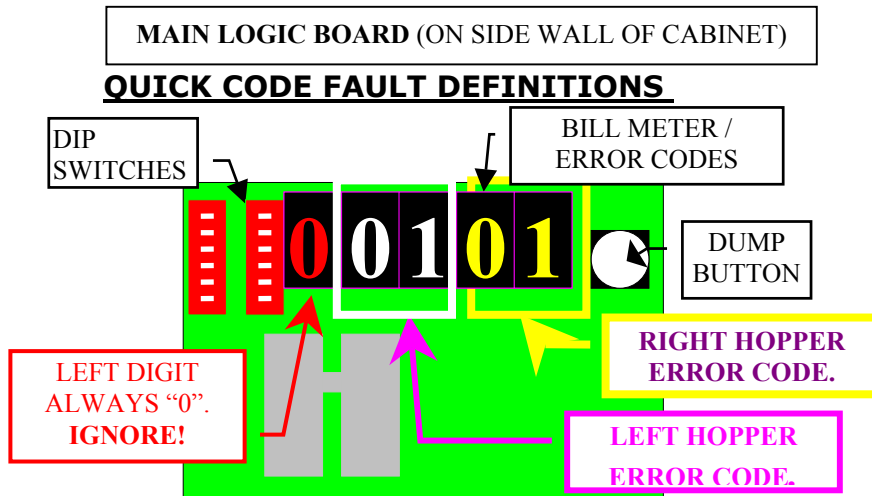 MAIN LOGIC BOARD (ON SIDE WALL OF CABINET)
QUICK CODE FAULT DEFINITIONS
DIP
SWITCHES
BILL METER /
ERROR CODES
0 0 1 0 1
DUMP
BUTTON
RIGHT HOPPER
ERROR CODE.
LEFT DIGIT
ALWAYS “0”.
IGNORE!
LEFT HOPPER
ERROR CODE.